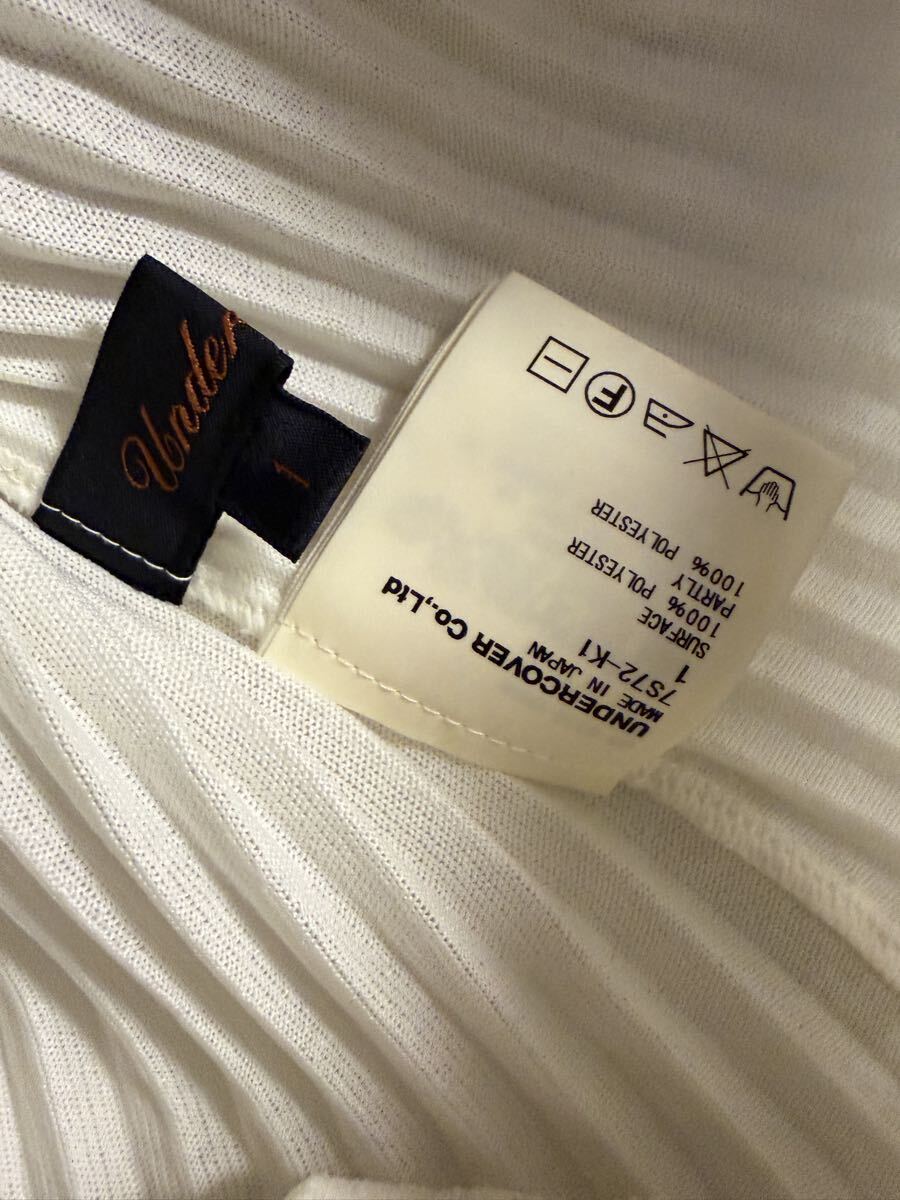 Under
1
UNDERCOVER Co.,Ltd
MADE IN JAPAN
7S72-K1
1
SURFACE
100% POLYESTER
PARTLY
100% POLYESTER
F